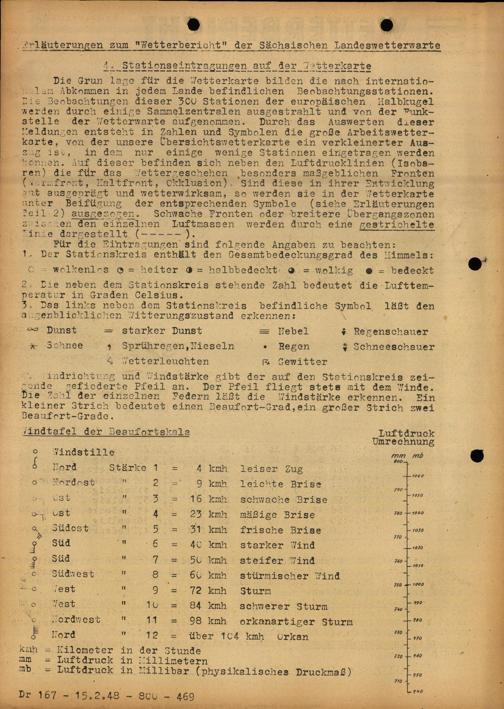 Erläuterungen zum "Wetterbericht" der Sächsischen Landeswetterwarte
1. Stationseintragungen auf der Wetterkarte
Die Grundlage für die Wetterkarte bilden die nach internatio-
nalem Abkommen in jedem Lande befindlichen Beobachtungsstationen.
Die Beobachtungen dieser 300 Stationen der europäischen Halbkugel
werden durch einige Sammelzentralen ausgestrahlt und von der Funk-
stelle der Wetterwarte aufgenommen. Durch das Auswerten dieser
Meldungen entsteht in Zahlen und Symbolen die große Arbeitswetter-
karte, von der unsere Übersichtswetterkarte ein verkleinerter Aus-
zug ist, in dem nur einige wenige Stationen eingetragen werden
können. Auf dieser befinden sich neben den Luftdrucklinien (Isoba-
ren) die für das Wettergeschehen besonders maßgeblichen Fronten
(Warmfront, Kaltfront, Okklusion). Sind diese in ihrer Entwicklung
gut ausgeprägt und wetterwirksam, so werden sie in der Wetterkarte
unter Beifügung der entsprechenden Symbole (siehe Erläuterungen
Teil 2) ausgezogen. Schwache Fronten oder breitere Übergangszonen
zwischen den einzelnen Luftmassen werden durch eine gestrichelte
Linie dargestellt (- - - - -).
Für die Eintragungen sind folgende Angaben zu beachten:
1. Der Stationskreis enthält den Gesamtbedeckungsgrad des Himmels:
○ = wolkenlos ◔ = heiter ◑ = halbbedeckt ◕ = wolkig ● = bedeckt
2. Die neben dem Stationskreis stehende Zahl bedeutet die Lufttem-
peratur in Graden Celsius.
3. Das links neben dem Stationskreis befindliche Symbol läßt den
augenblicklichen Witterungszustand erkennen:
∞ Dunst = starker Dunst ≡ Nebel Regenschauer
* Schnee , Sprühregen,Nieseln • Regen Schneeschauer
Wetterleuchten Gewitter
4. Windrichtung und Windstärke gibt der auf den Stationskreis zei-
gende gefiederte Pfeil an. Der Pfeil fliegt stets mit dem Winde.
Die Zahl der einzelnen Federn läßt die Windstärke erkennen. Ein
kleiner Strich bedeutet einen Beaufort-Grad,ein großer Strich zwei
Beaufort-Grade.
Windtafel der Beaufortskala Luftdruck
Umrechnung
Windstille mm mb
Nord Stärke 1 = 4 kmh leiser Zug
Nordost " 2 = 9 kmh leichte Brise
Ost " 3 = 16 kmh schwache Brise
Ost " 4 = 23 kmh mäßige Brise
Südost " 5 = 31 kmh frische Brise
Süd " 6 = 40 kmh starker Wind
Süd " 7 = 50 kmh steifer Wind
Südwest " 8 = 60 kmh stürmischer Wind
West " 9 = 72 kmh Sturm
West " 10 = 84 kmh schwerer Sturm
Nordwest " 11 = 98 kmh orkanartiger Sturm
Nord " 12 = über 104 kmh Orkan
kmh = Kilometer in der Stunde
mm = Luftdruck in Millimetern
mb = Luftdruck in Millibar (physikalisches Druckmaß)
Dr 167 - 15.2.48 - 800 - 469